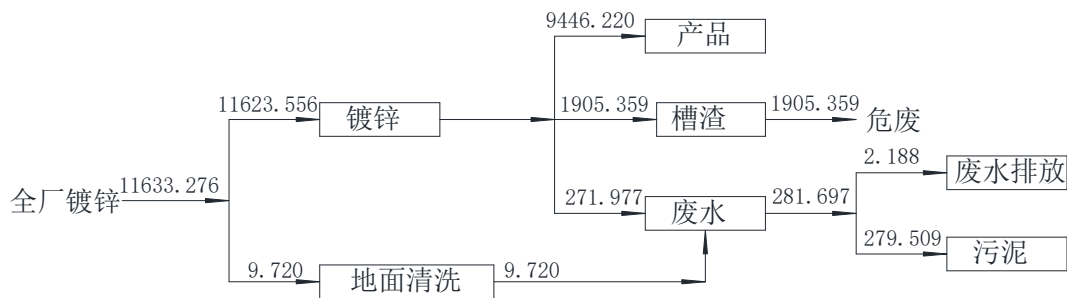 9446.220
产品
11623.556
镀锌
1905.359
槽渣
1905.359
危废
全厂镀锌
11633.276
271.977
废水
281.697
2.188
废水排放
279.509
污泥
9.720
地面清洗
9.720